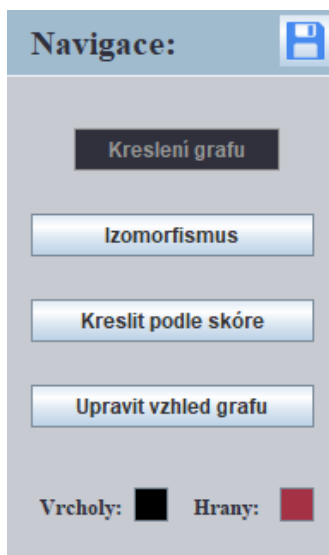 Navigace:
Kreslení grafu
Izomorfismus
Kreslit podle skóre
Upravit vzhled grafu
Vrcholy: Hrany: